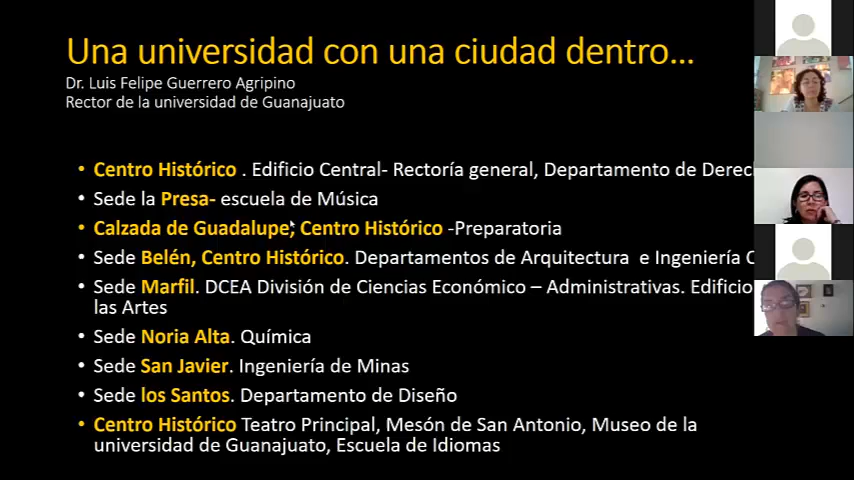 Una universidad con una ciudad dentro...
Dr. Luis Felipe Guerrero Agripino
Rector de la universidad de Guanajuato
• Centro Histórico . Edificio Central- Rectoría general, Departamento de Derec
• Sede la Presa- escuela de Música
• Calzada de Guadalupe; Centro Histórico -Preparatoria
• Sede Belén, Centro Histórico. Departamentos de Arquitectura e Ingeniería C
• Sede Marfil. DCEA División de Ciencias Económico – Administrativas. Edificio
las Artes
• Sede Noria Alta. Química
• Sede San Javier. Ingeniería de Minas
• Sede los Santos. Departamento de Diseño
• Centro Histórico Teatro Principal, Mesón de San Antonio, Museo de la
universidad de Guanajuato, Escuela de Idiomas